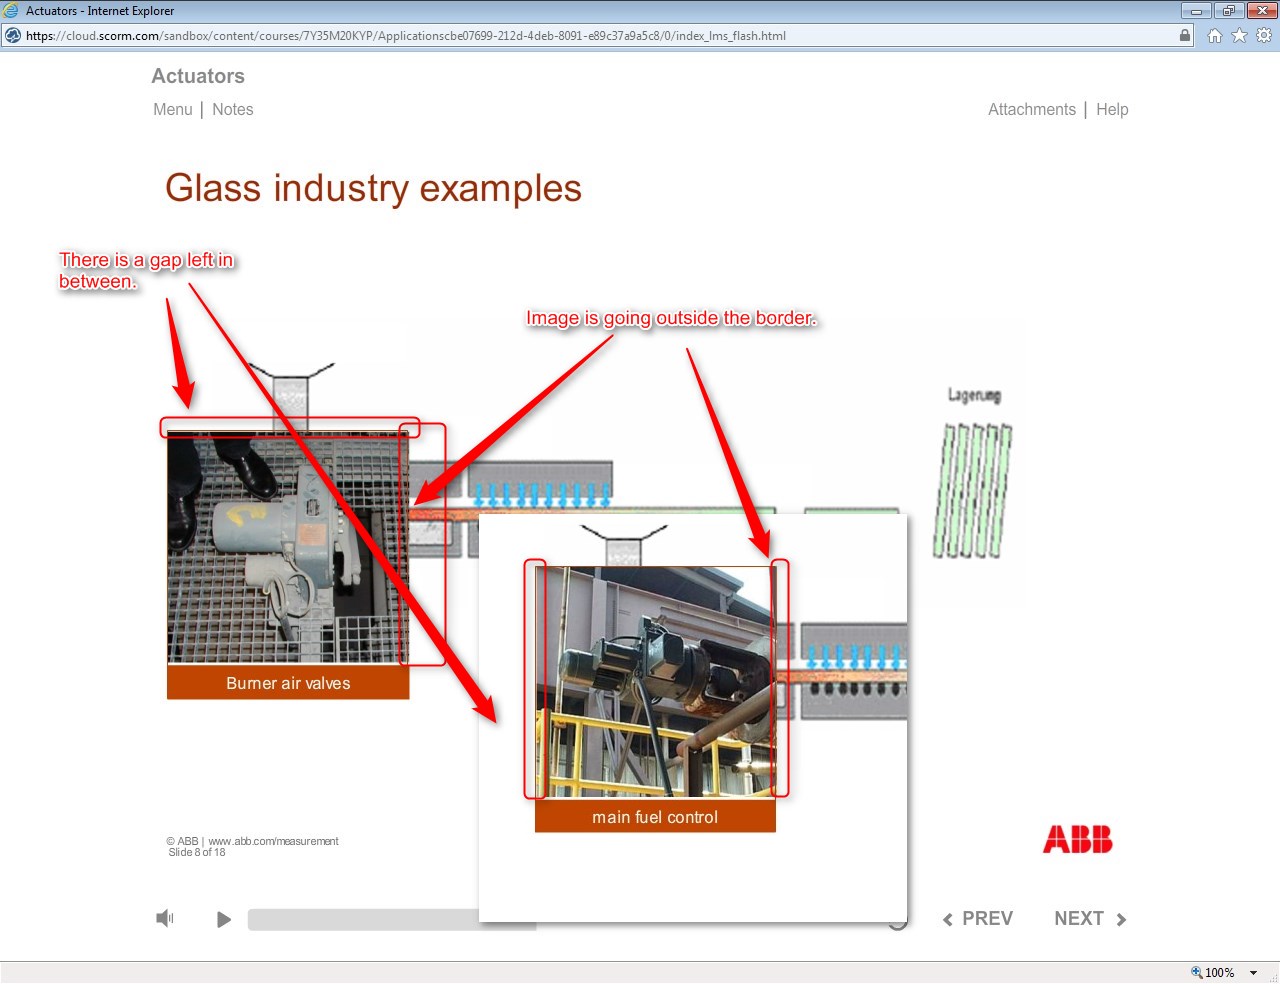 Actuators - Internet Explorer
https://cloud.scorm.com/sandbox/content/courses/7Y35M20KYP/Applicationscbe07699-212d-4deb-8091-e89c37a9a5c8/0/index_lms_flash.html
Actuators
Menu | Notes
Attachments | Help
Glass industry examples
There is a gap left in
between.
Image is going outside the border.
Lagerung
Burner air valves
main fuel control
© ABB | www.abb.com/measurement
Slide 8 of 18
ABB
PREV
NEXT
100%